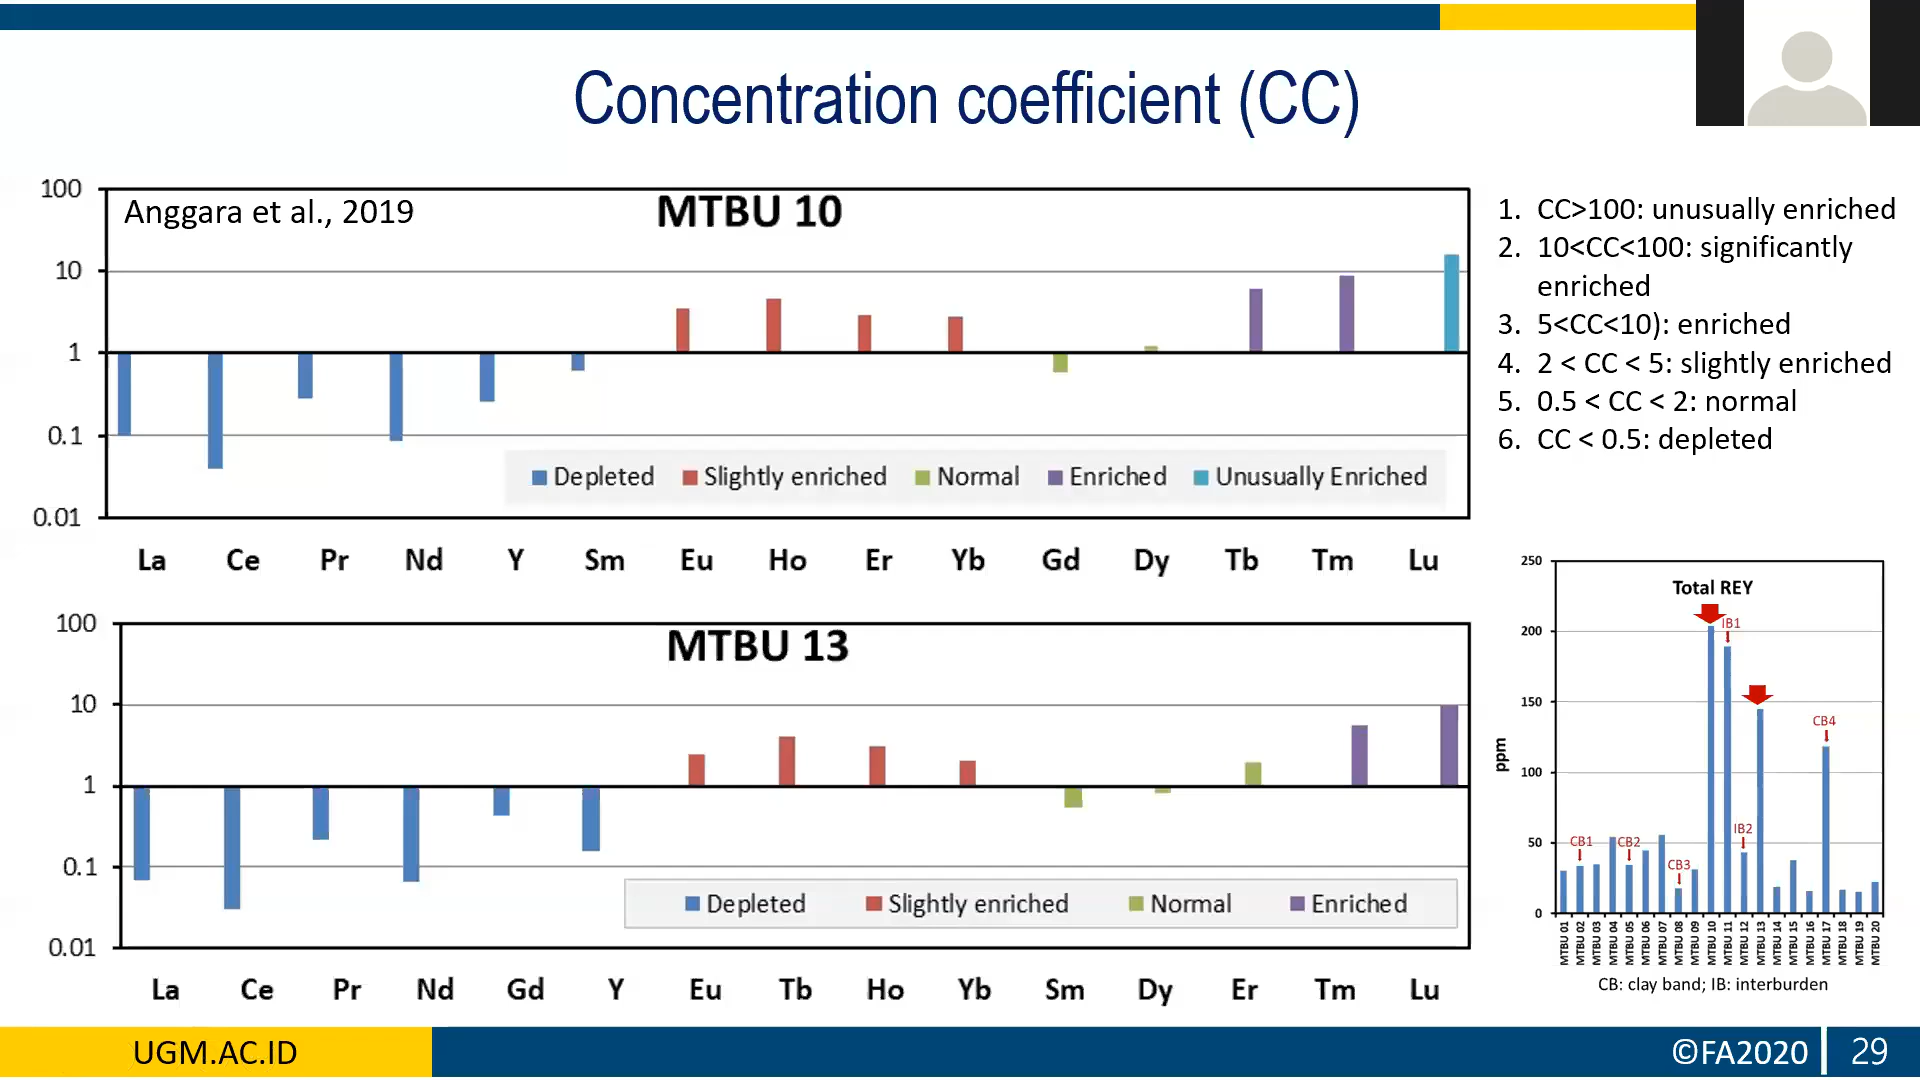 Concentration coefficient (CC)
Anggara et al., 2019
MTBU 10
100
10
1
0.1
0.01
Depleted
Slightly enriched
Normal
Enriched
Unusually Enriched
La Ce Pr Nd Y Sm Eu Ho Er Yb Gd Dy Tb Tm Lu
MTBU 13
100
10
1
0.1
0.01
Depleted
Slightly enriched
Normal
Enriched
La Ce Pr Nd Gd Y Eu Tb Ho Yb Sm Dy Er Tm Lu
1. CC>100: unusually enriched
2. 10<CC<100: significantly
enriched
3. 5<CC<10): enriched
4. 2 < CC < 5: slightly enriched
5. 0.5 < CC < 2: normal
6. CC < 0.5: depleted
Total REY
250
200
150
100
50
0
ppm
CB1
CB2
CB3
IB1
IB2
CB4
MTBU 01
MTBU 02
MTBU 03
MTBU 04
MTBU 05
MTBU 06
MTBU 07
MTBU 08
MTBU 09
MTBU 10
MTBU 11
MTBU 12
MTBU 13
MTBU 14
MTBU 15
MTBU 16
MTBU 17
MTBU 18
MTBU 19
MTBU 20
CB: clay band; IB: interburden
UGM.AC.ID
©FA2020
29